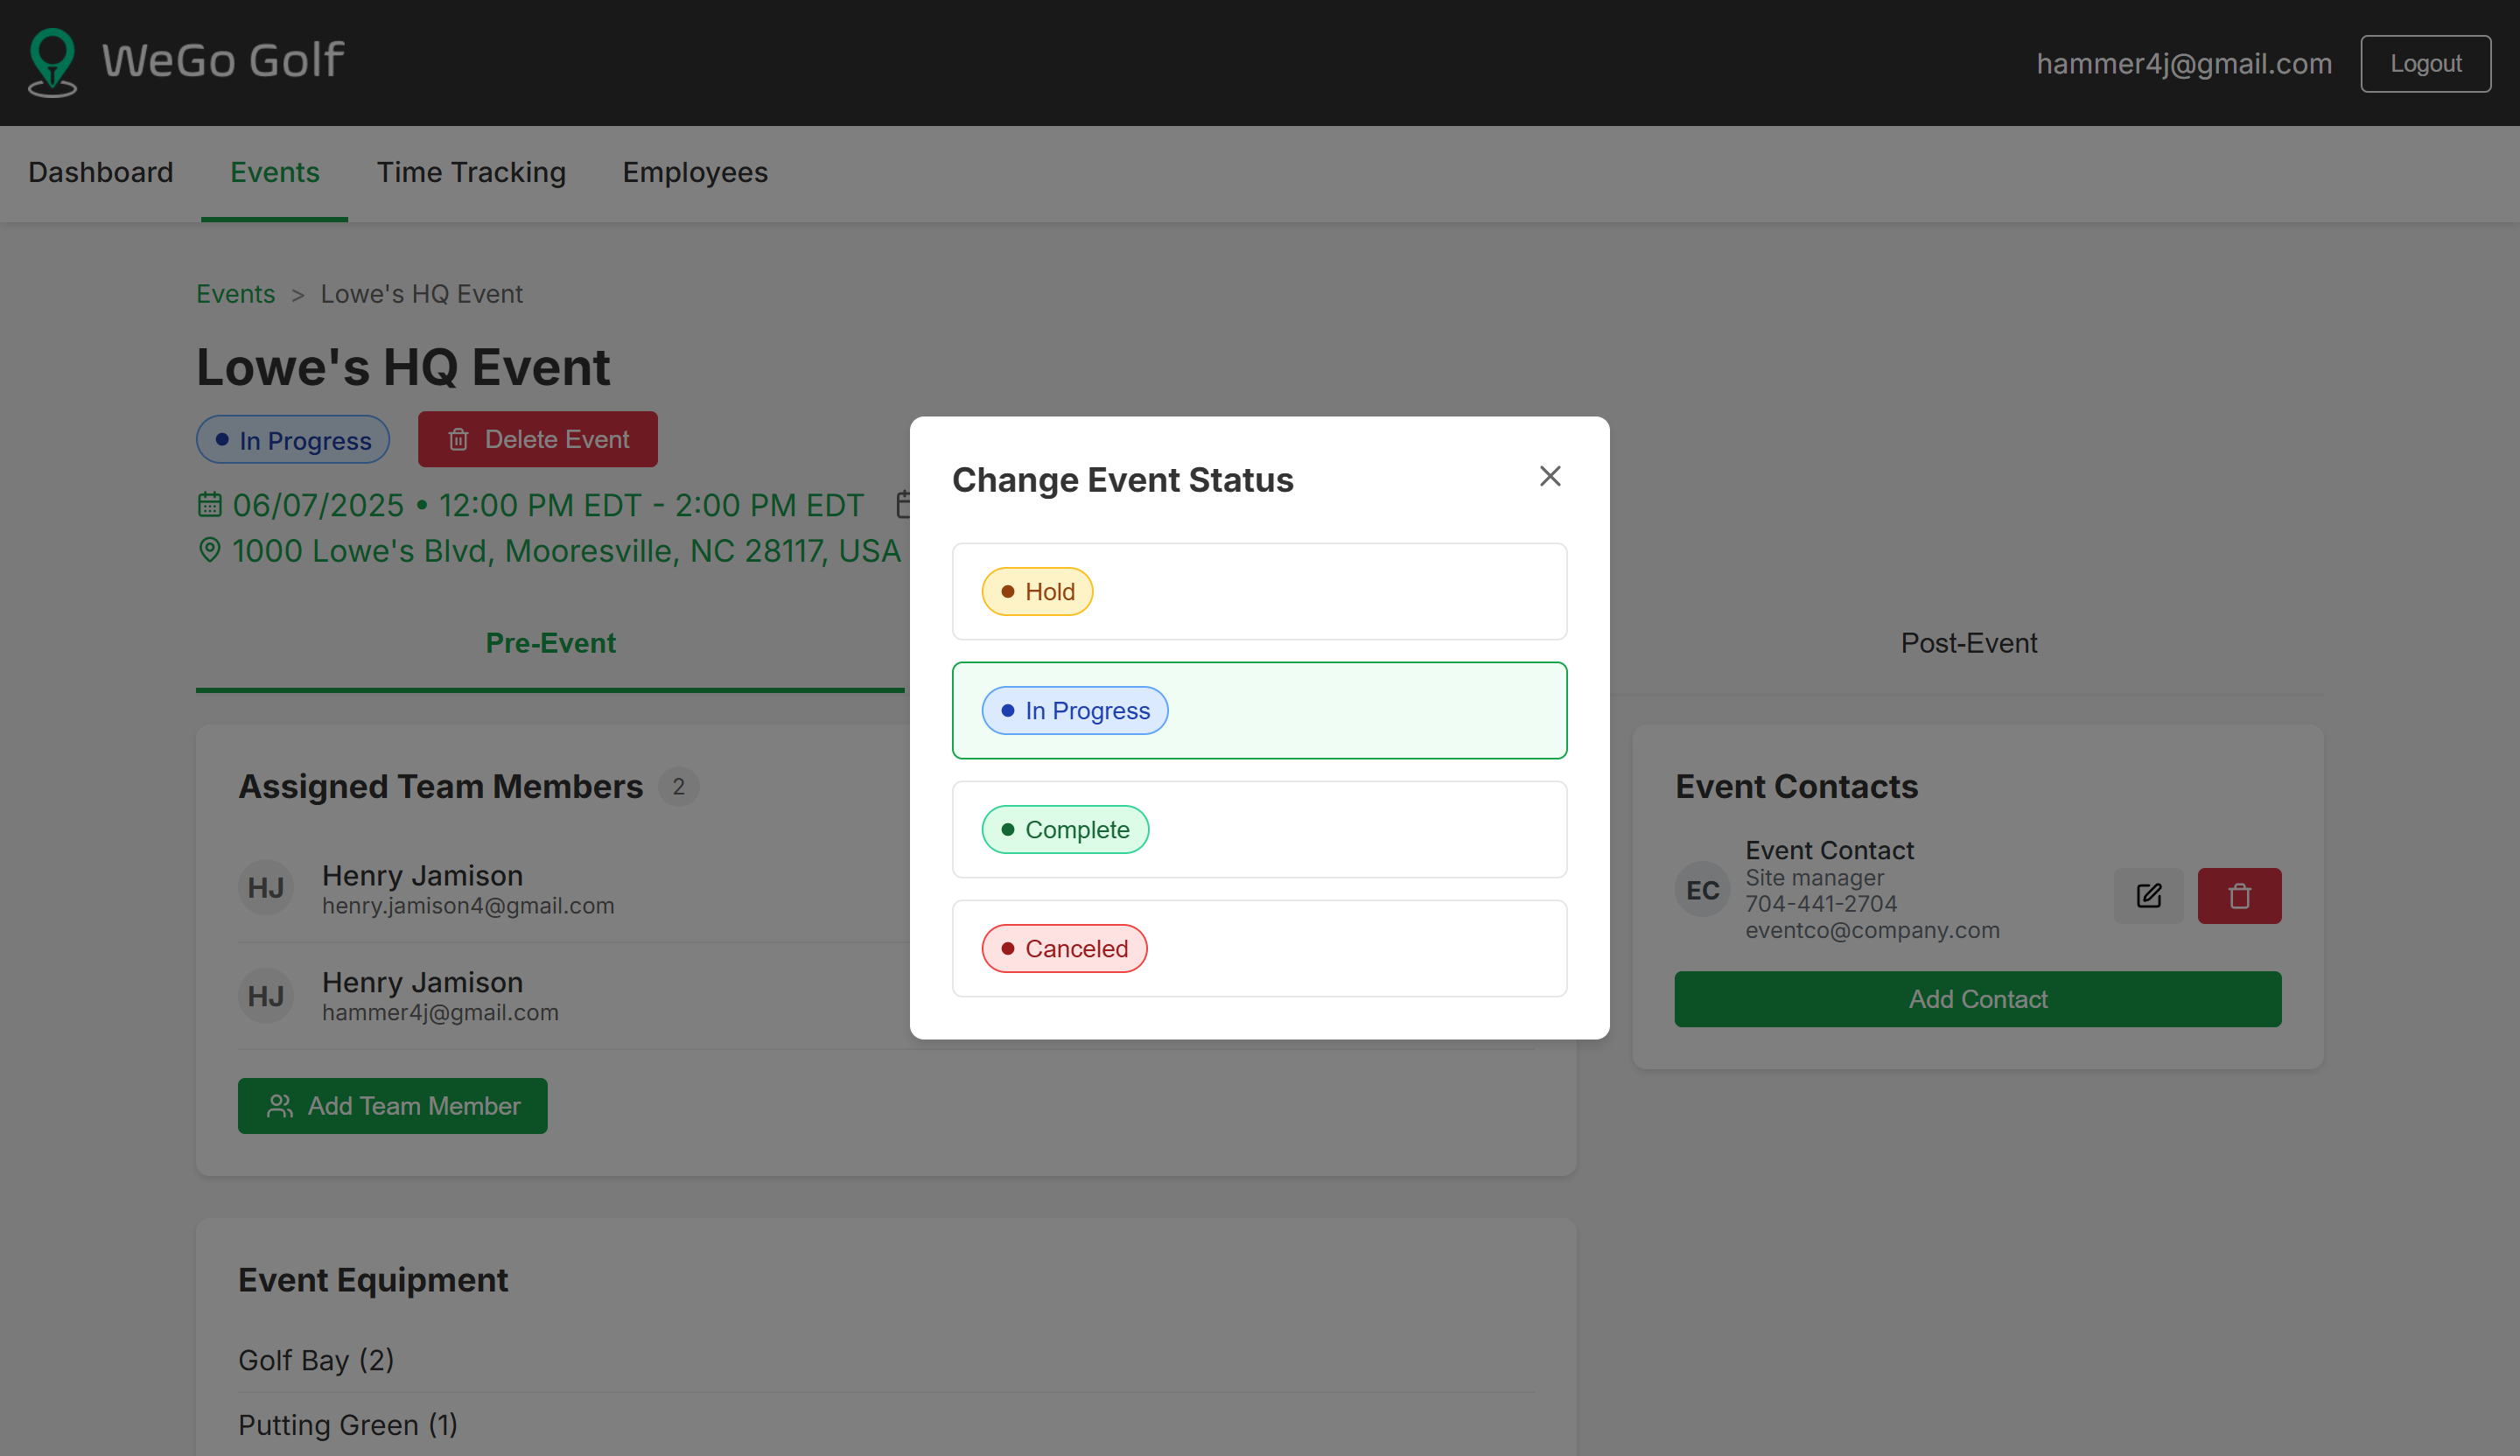 WeGo Golf
hammer4j@gmail.com
Logout
Dashboard
Events
Time Tracking
Employees
Events > Lowe's HQ Event
Lowe's HQ Event
In Progress
Delete Event
06/07/2025 • 12:00 PM EDT - 2:00 PM EDT
1000 Lowe's Blvd, Mooresville, NC 28117, USA
Pre-Event
Post-Event
Change Event Status
Hold
In Progress
Complete
Canceled
Assigned Team Members 2
HJ
Henry Jamison
henry.jamison4@gmail.com
HJ
Henry Jamison
hammer4j@gmail.com
Add Team Member
Event Contacts
EC
Event Contact
Site manager
704-441-2704
eventco@company.com
Add Contact
Event Equipment
Golf Bay (2)
Putting Green (1)